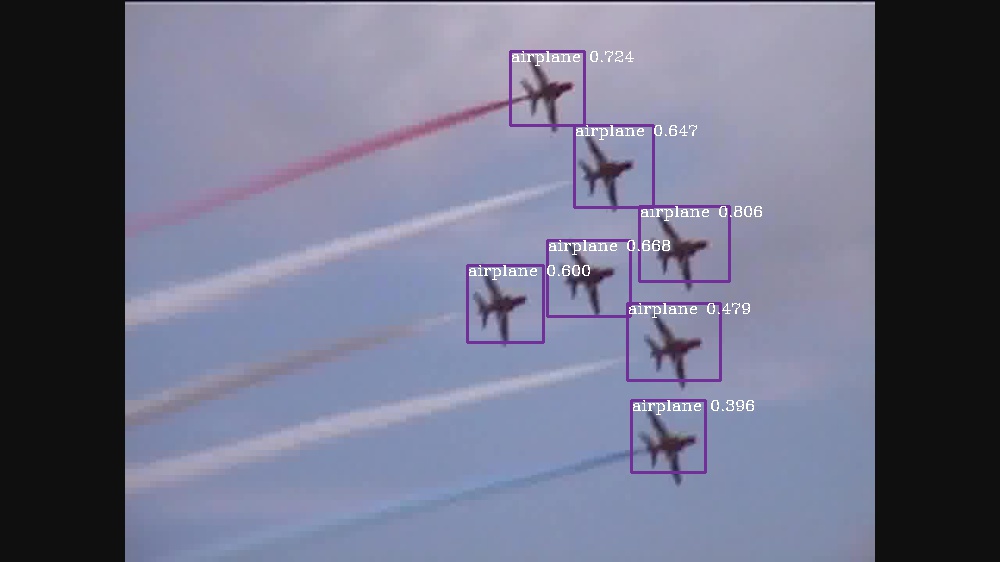 airplane 0.724
airplane 0.647
airplane 0.806
airplane 0.668
airplane 0.600
airplane 0.479
airplane 0.396